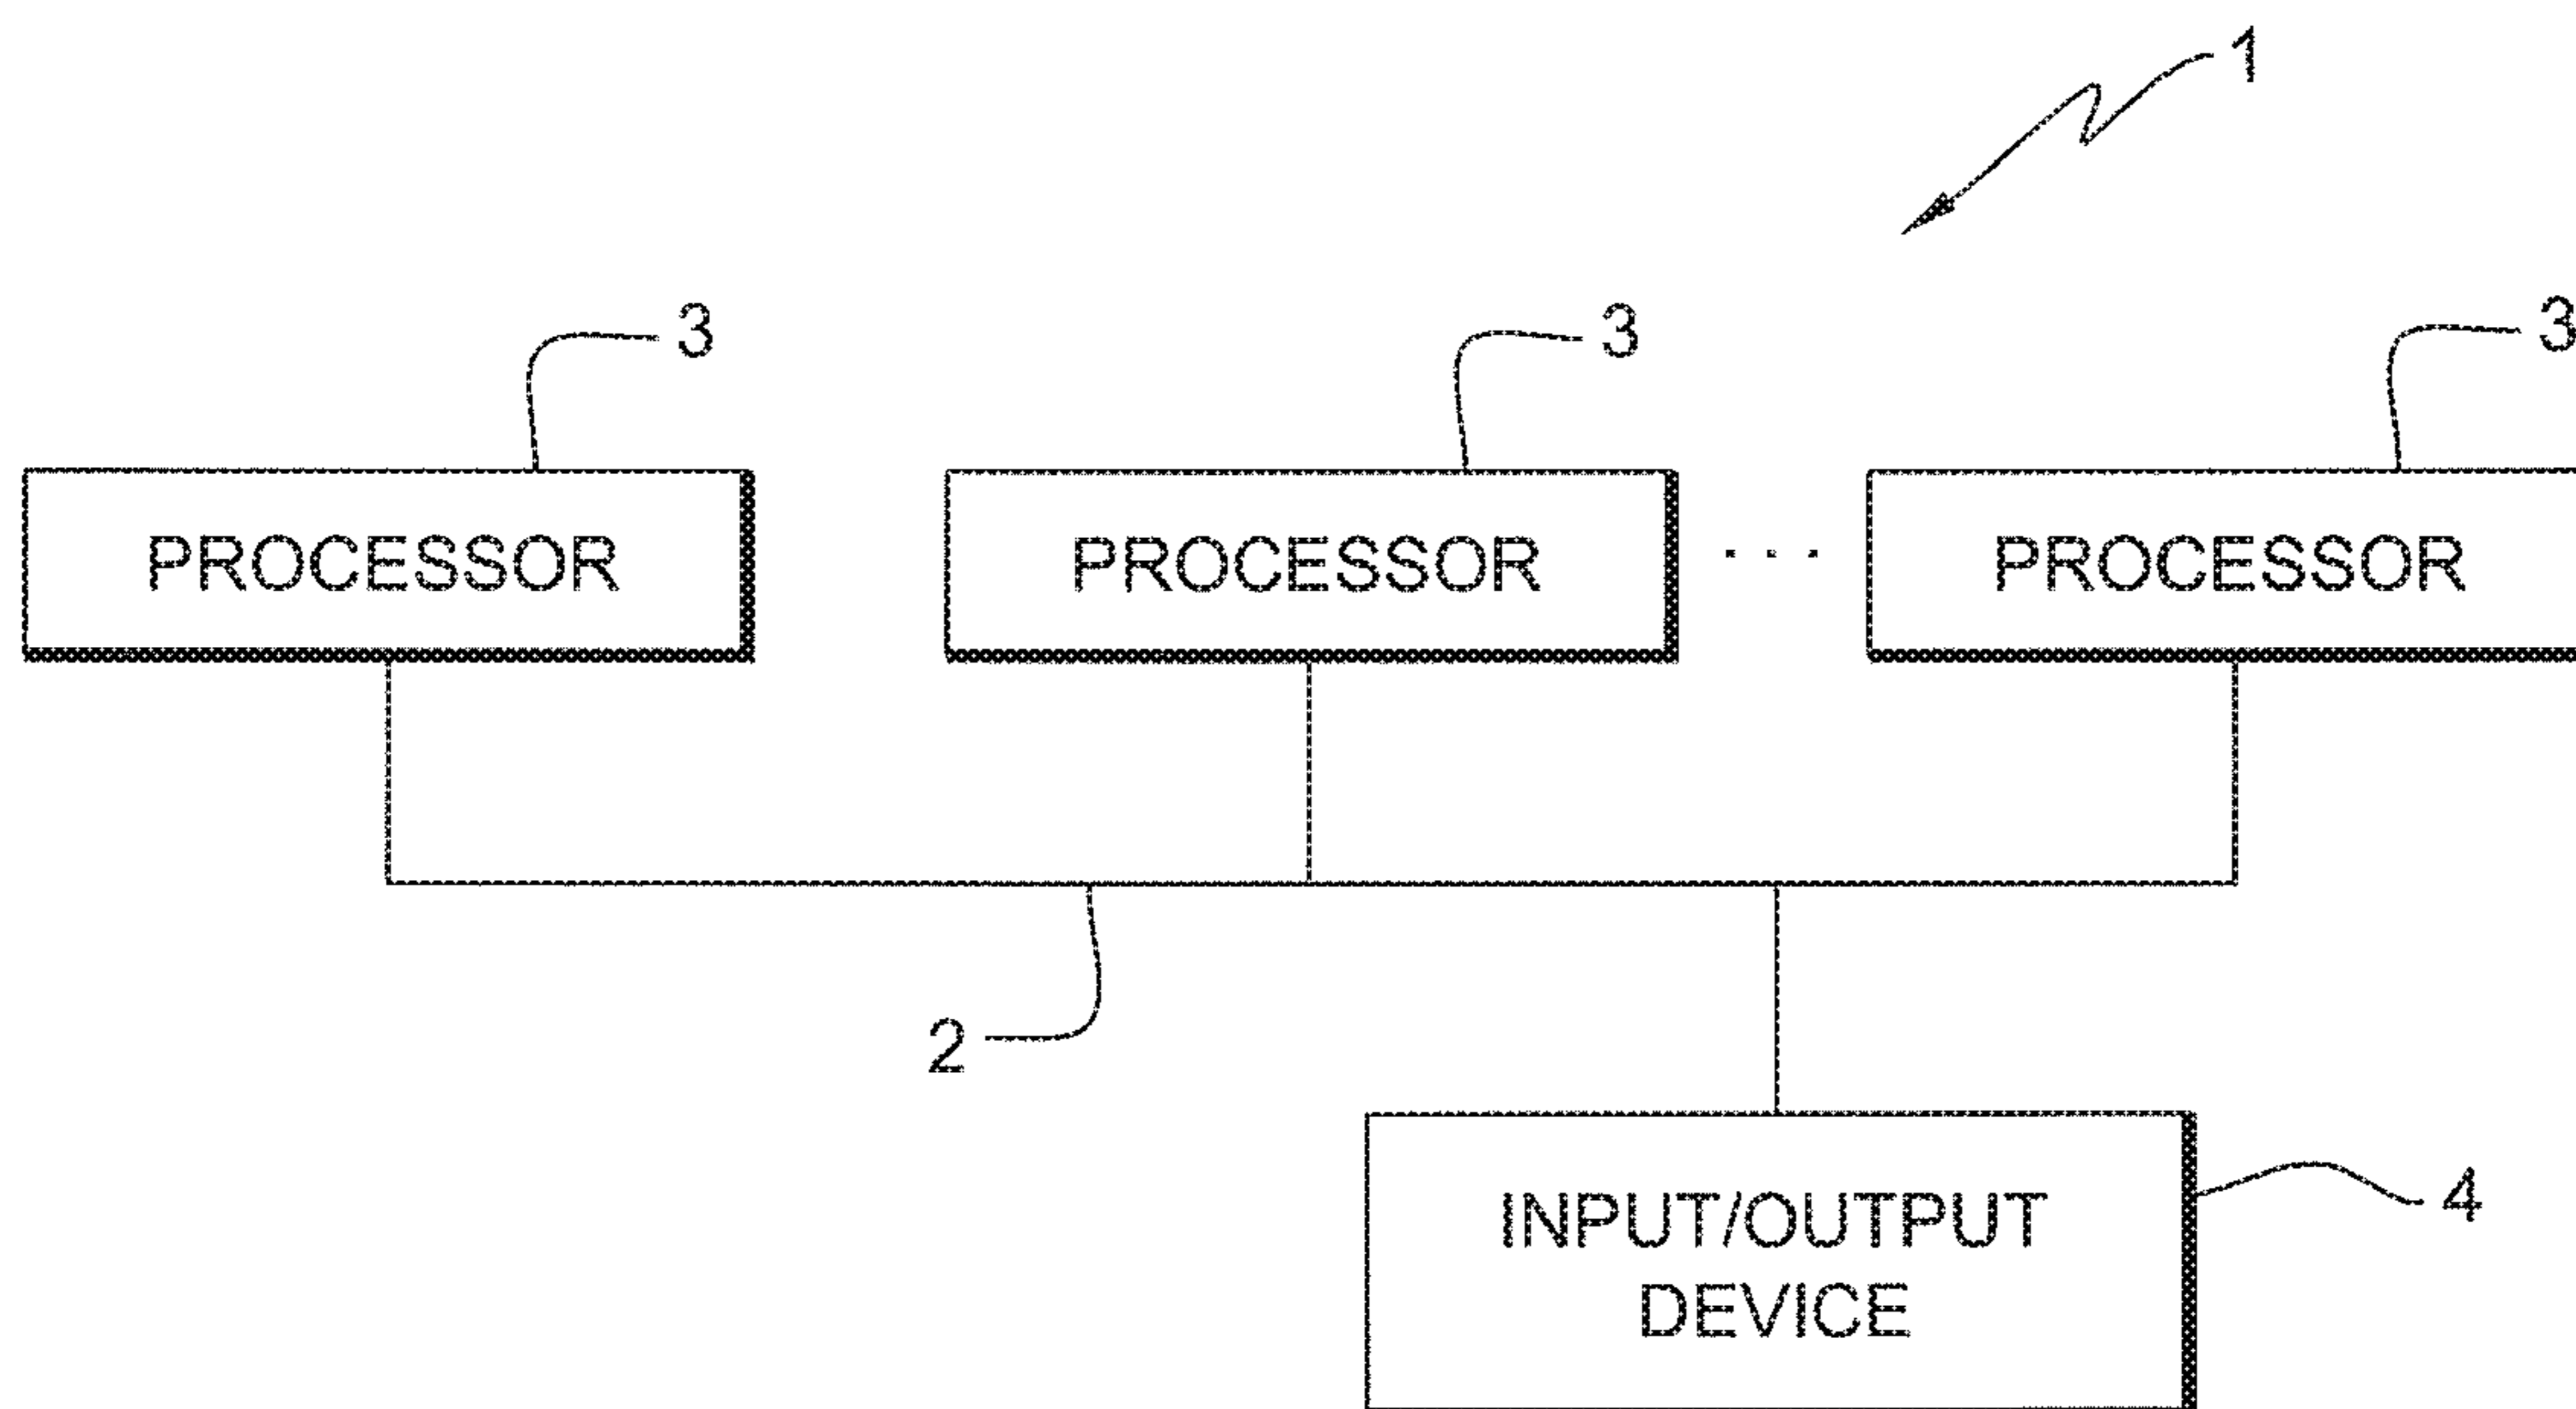 1
3 3 3
PROCESSOR PROCESSOR . . . PROCESSOR
2
4
INPUT/OUTPUT
DEVICE